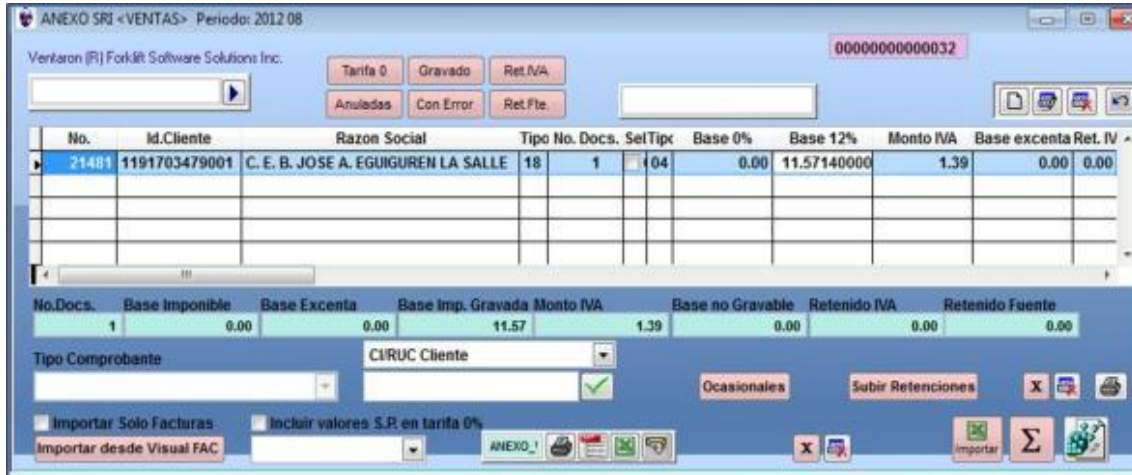 ANEXO SRI <VENTAS> Periodo: 2012 08
Ventaron (R) Forklift Software Solutions Inc.
00000000000032
Tarifa 0 Gravado Ret.IVA
Anuladas Con Error Ret.Fte.
No. Id.Cliente Razon Social Tipo No. Docs. Sel Tipo Base 0% Base 12% Monto IVA Base excenta Ret. IV
21481 1191703479001 C. E. B. JOSE A. EGUIGUREN LA SALLE 18 1 04 0.00 11.57140000 1.39 0.00 0.00
No.Docs. Base Imponible Base Excenta Base Imp. Gravada Monto IVA Base no Gravable Retenido IVA Retenido Fuente
1 0.00 0.00 11.57 1.39 0.00 0.00 0.00
Tipo Comprobante CI/RUC Cliente
Ocasionales Subir Retenciones X
Importar Solo Facturas Incluir valores S.P. en tarifa 0%
Importar desde Visual FAC ANEXO_! X Importar Σ